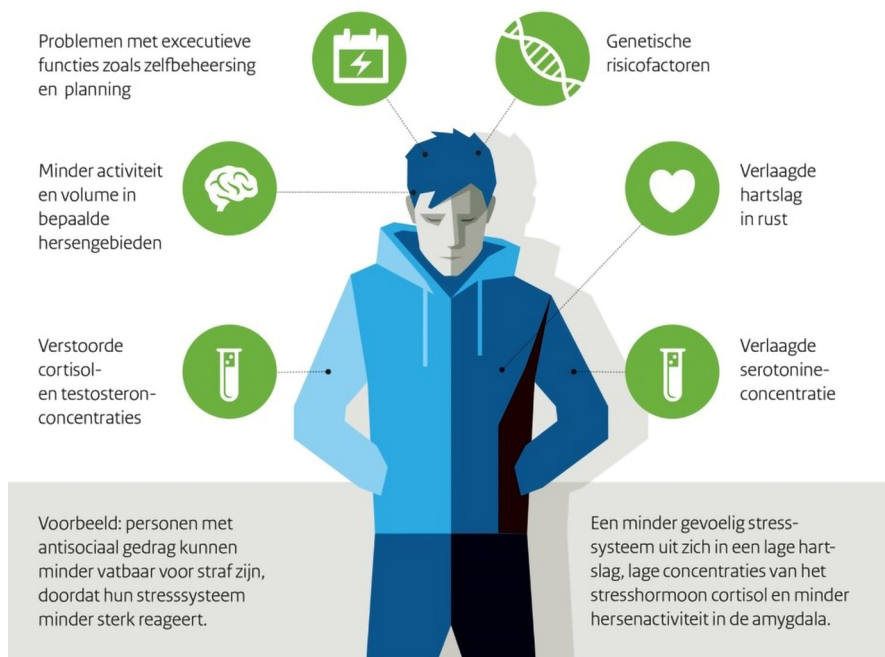 Problemen met excecutieve
functies zoals zelfbeheersing
en planning
Genetische
risicofactoren
Minder activiteit
en volume in
bepaalde
hersengebieden
Verlaagde
hartslag
in rust
Verstoorde
cortisol-
en testosteron-
concentraties
Verlaagde
serotonine-
concentratie
Voorbeeld: personen met
antisociaal gedrag kunnen
minder vatbaar voor straf zijn,
doordat hun stresssysteem
minder sterk reageert.
Een minder gevoelig stress-
systeem uit zich in een lage hart-
slag, lage concentraties van het
stresshormoon cortisol en minder
hersenactiviteit in de amygdala.